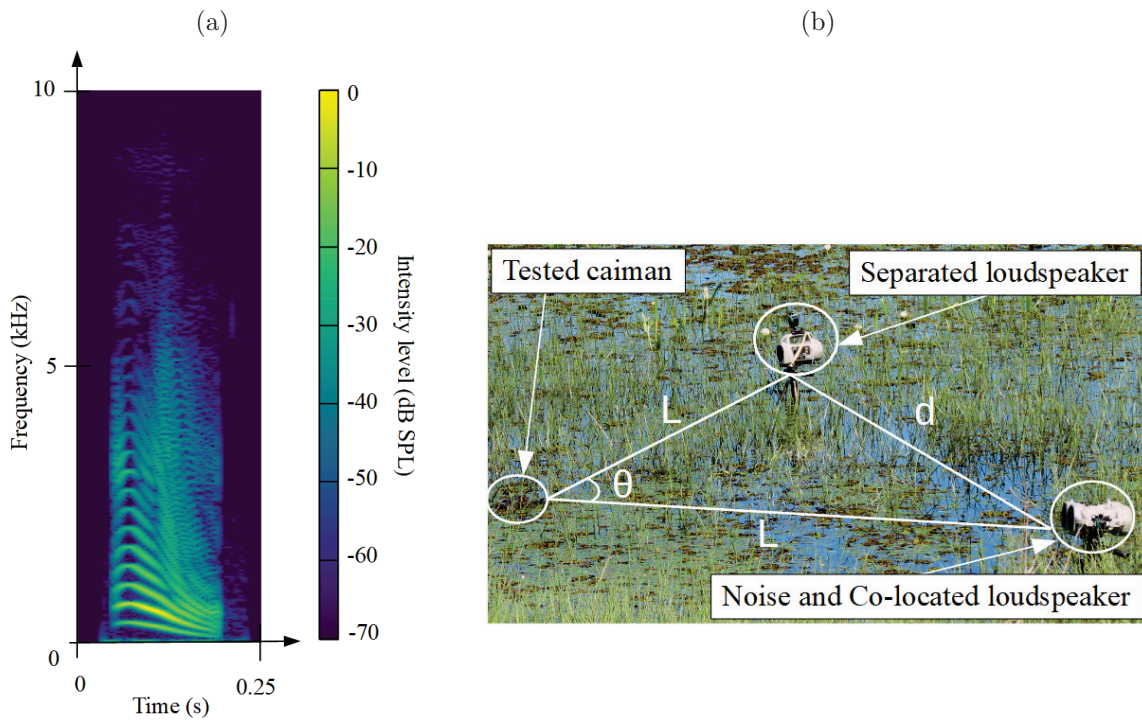 (a)
10
5
0
Frequency (kHz)
0
0.25
Time (s)
0
-10
-20
-30
-40
-50
-60
-70
Intensity level (dB SPL)
(b)
Tested caiman
Separated loudspeaker
L
d
θ
L
Noise and Co-located loudspeaker